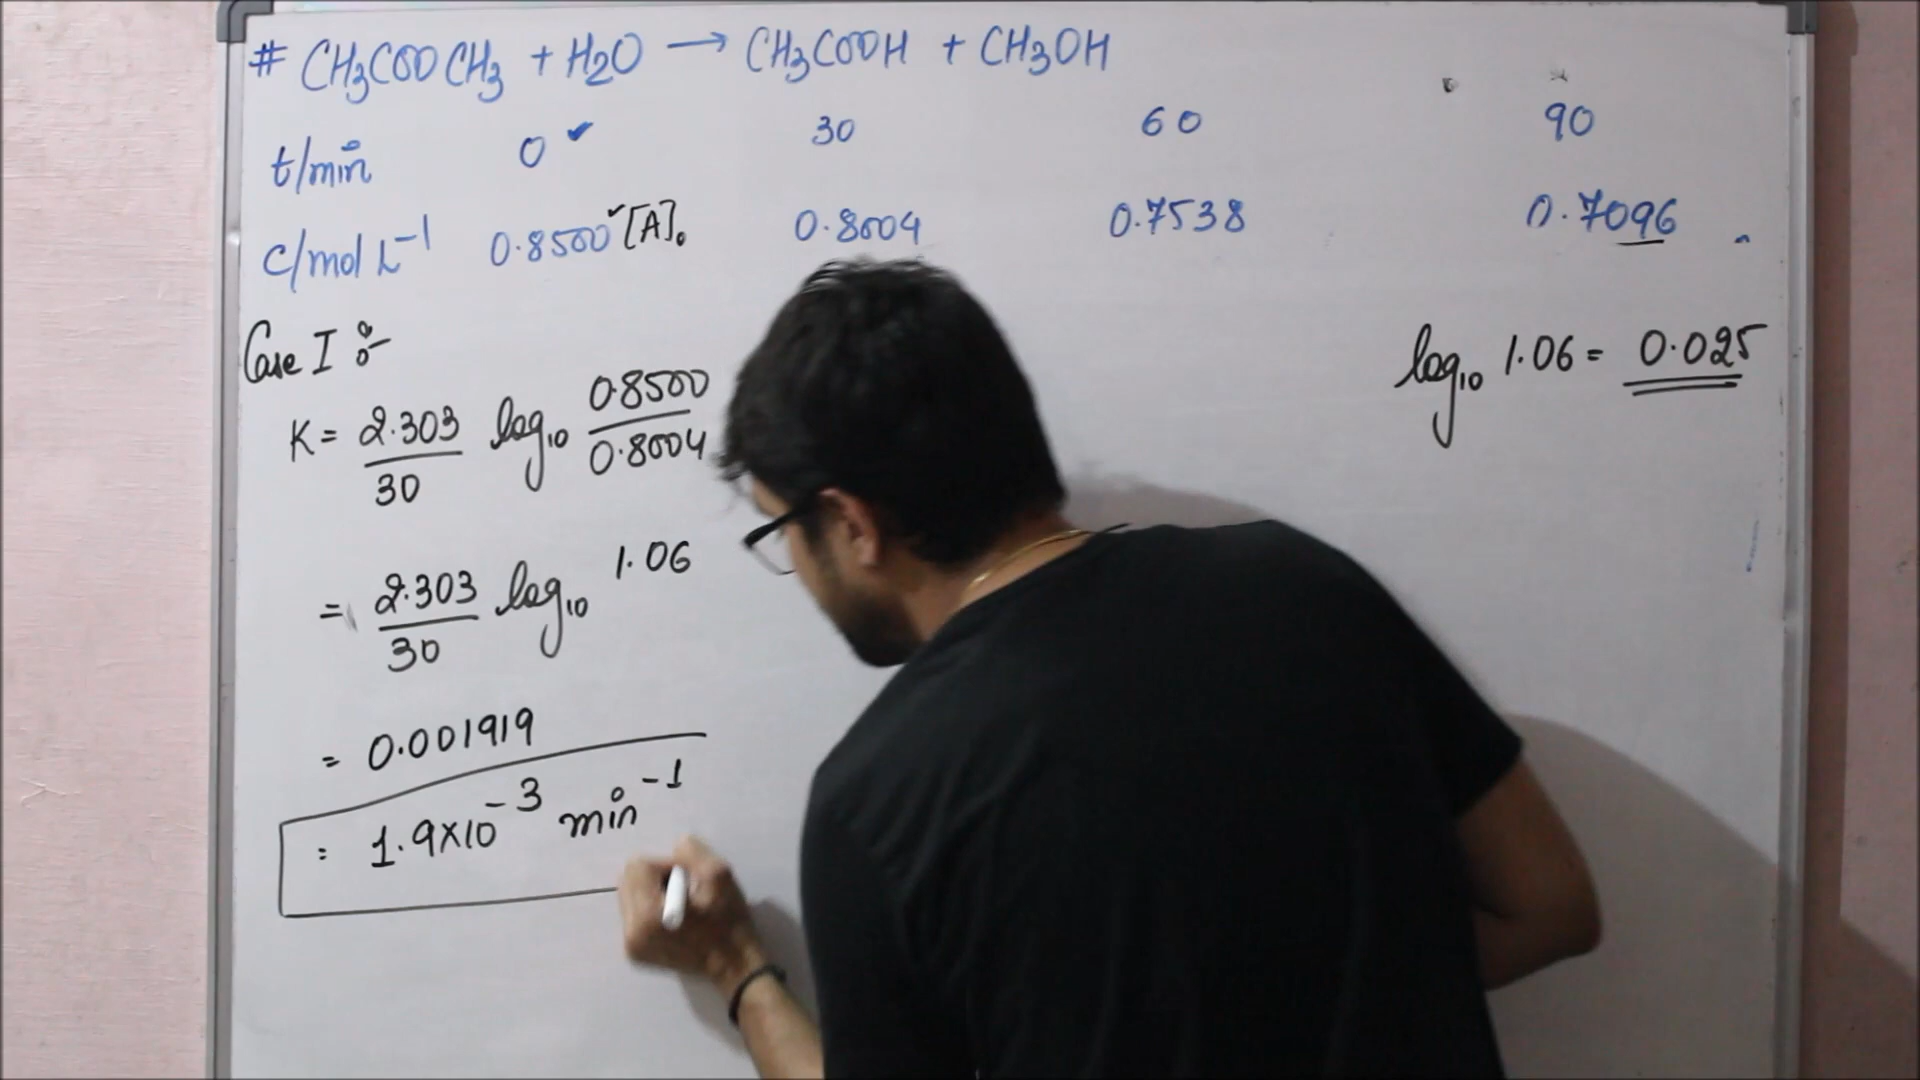 # CH3COOCH3 + H2O → CH3COOH + CH3OH
t/min 0 ✓ 30 60 90
c/mol L⁻¹ 0.8500 [A]₀ 0.8004 0.7538 0.7096
Case I :-
K = 2.303/30 log₁₀ 0.8500/0.8004
= 2.303/30 log₁₀ 1.06
= 0.001919
= 1.9×10⁻³ min⁻¹
log₁₀ 1.06 = 0.025